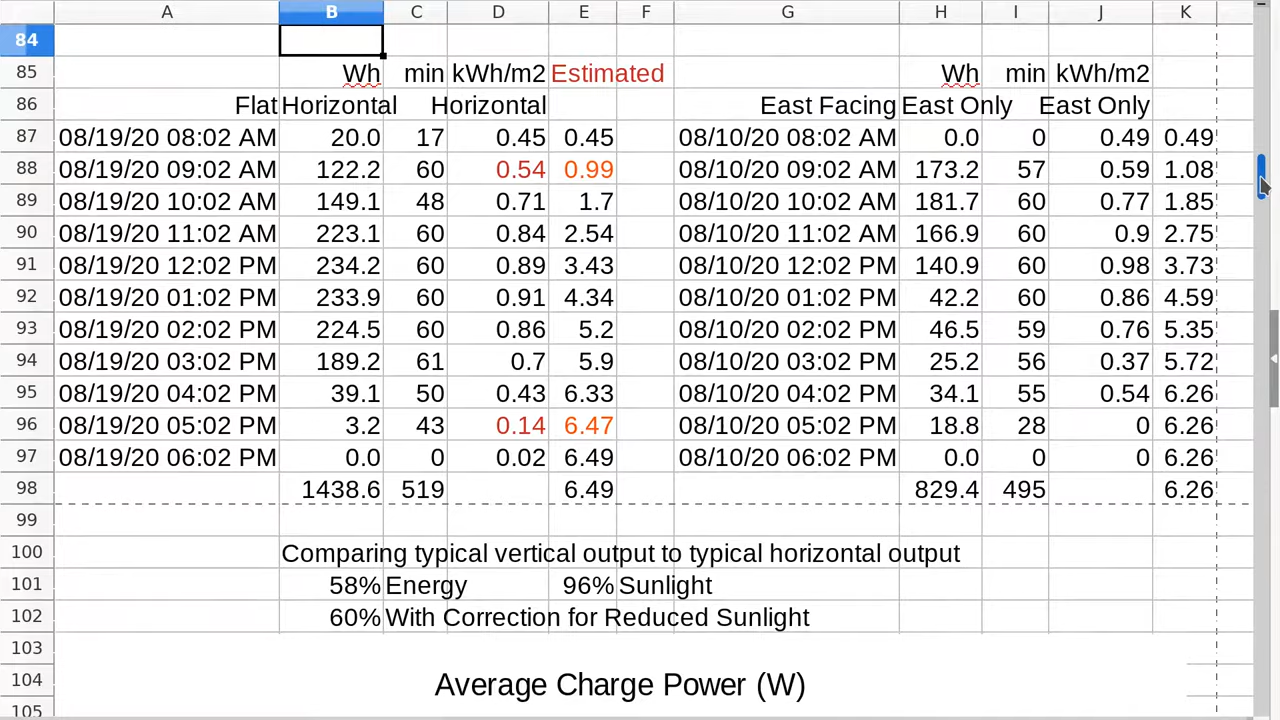 A B C D E F G H I J K
84
85 Wh min kWh/m2 Estimated Wh min kWh/m2
86 Flat Horizontal Horizontal East Facing East Only East Only
87 08/19/20 08:02 AM 20.0 17 0.45 0.45 08/10/20 08:02 AM 0.0 0 0.49 0.49
88 08/19/20 09:02 AM 122.2 60 0.54 0.99 08/10/20 09:02 AM 173.2 57 0.59 1.08
89 08/19/20 10:02 AM 149.1 48 0.71 1.7 08/10/20 10:02 AM 181.7 60 0.77 1.85
90 08/19/20 11:02 AM 223.1 60 0.84 2.54 08/10/20 11:02 AM 166.9 60 0.9 2.75
91 08/19/20 12:02 PM 234.2 60 0.89 3.43 08/10/20 12:02 PM 140.9 60 0.98 3.73
92 08/19/20 01:02 PM 233.9 60 0.91 4.34 08/10/20 01:02 PM 42.2 60 0.86 4.59
93 08/19/20 02:02 PM 224.5 60 0.86 5.2 08/10/20 02:02 PM 46.5 59 0.76 5.35
94 08/19/20 03:02 PM 189.2 61 0.7 5.9 08/10/20 03:02 PM 25.2 56 0.37 5.72
95 08/19/20 04:02 PM 39.1 50 0.43 6.33 08/10/20 04:02 PM 34.1 55 0.54 6.26
96 08/19/20 05:02 PM 3.2 43 0.14 6.47 08/10/20 05:02 PM 18.8 28 0 6.26
97 08/19/20 06:02 PM 0.0 0 0.02 6.49 08/10/20 06:02 PM 0.0 0 0 6.26
98 1438.6 519 6.49 829.4 495 6.26
99
100 Comparing typical vertical output to typical horizontal output
101 58% Energy 96% Sunlight
102 60% With Correction for Reduced Sunlight
103
104 Average Charge Power (W)
105